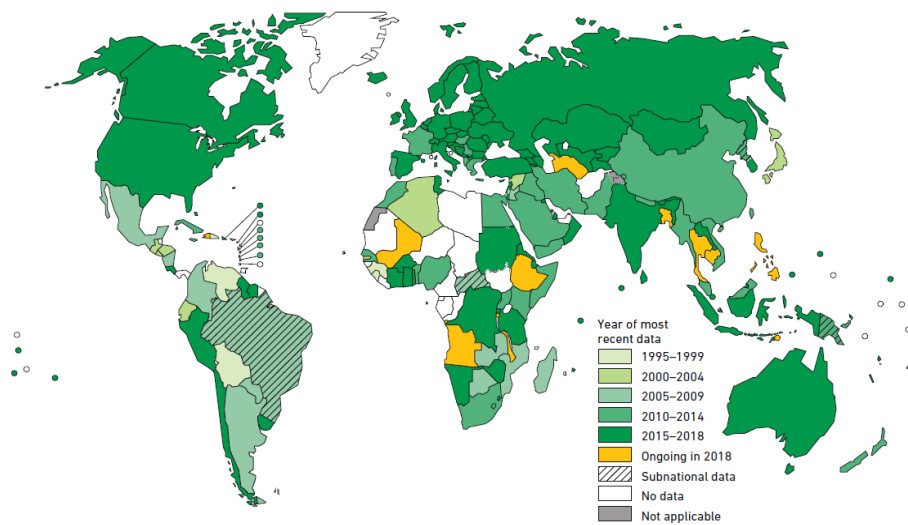 Year of most
recent data
1995–1999
2000–2004
2005–2009
2010–2014
2015–2018
Ongoing in 2018
Subnational data
No data
Not applicable